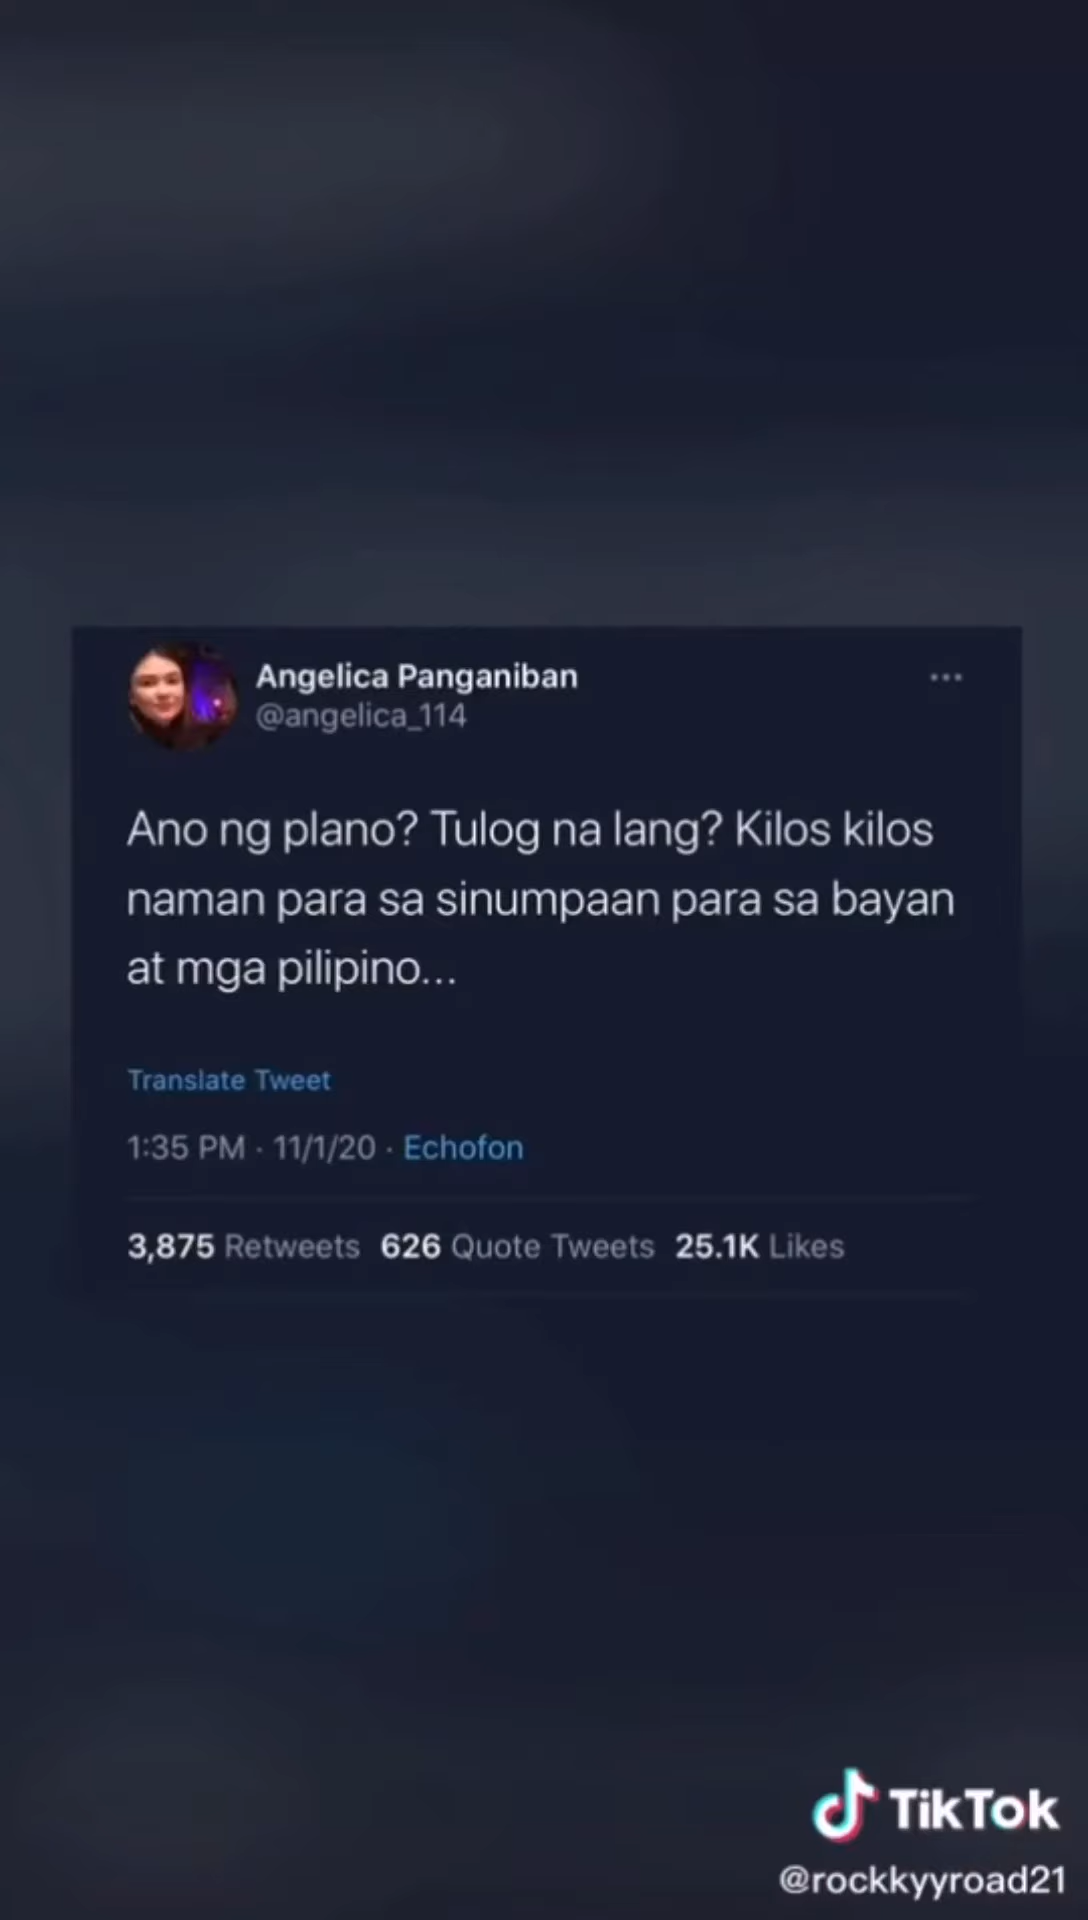 Angelica Panganiban
@angelica_114
Ano ng plano? Tulog na lang? Kilos kilos
naman para sa sinumpaan para sa bayan
at mga pilipino...
Translate Tweet
1:35 PM · 11/1/20 · Echofon
3,875 Retweets 626 Quote Tweets 25.1K Likes
TikTok
@rockkyyroad21